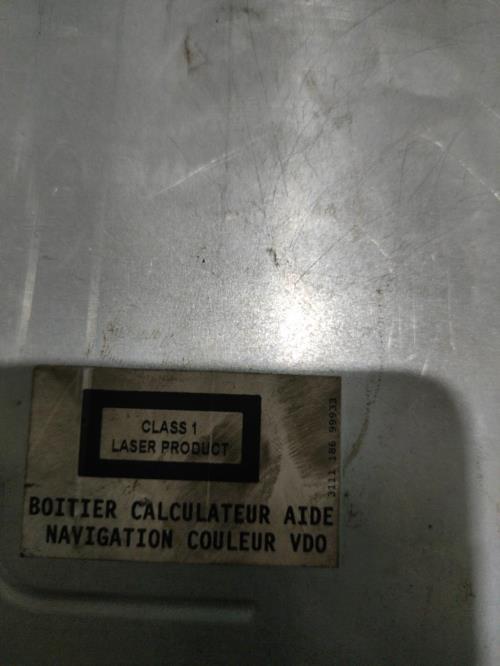 CLASS 1
LASER PRODUCT
3111 186 99933
BOITIER CALCULATEUR AIDE
NAVIGATION COULEUR VDO